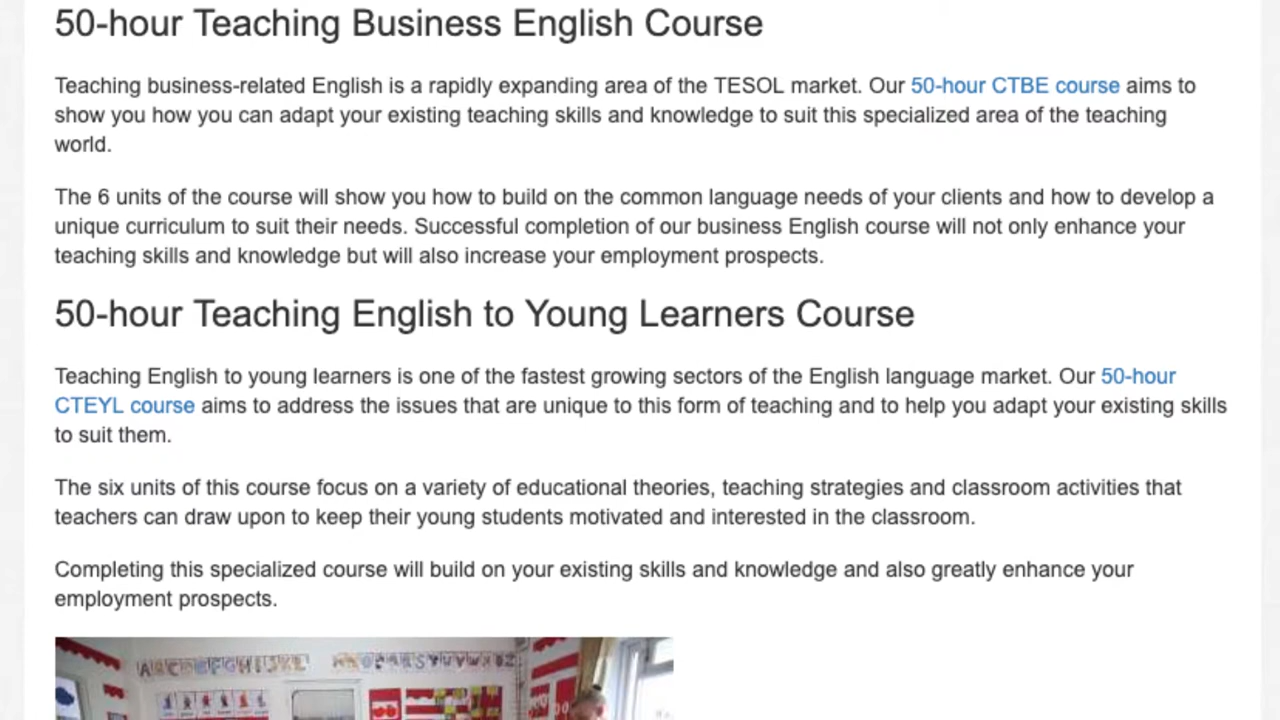 50-hour Teaching Business English Course
Teaching business-related English is a rapidly expanding area of the TESOL market. Our 50-hour CTBE course aims to
show you how you can adapt your existing teaching skills and knowledge to suit this specialized area of the teaching
world.
The 6 units of the course will show you how to build on the common language needs of your clients and how to develop a
unique curriculum to suit their needs. Successful completion of our business English course will not only enhance your
teaching skills and knowledge but will also increase your employment prospects.
50-hour Teaching English to Young Learners Course
Teaching English to young learners is one of the fastest growing sectors of the English language market. Our 50-hour
CTEYL course aims to address the issues that are unique to this form of teaching and to help you adapt your existing skills
to suit them.
The six units of this course focus on a variety of educational theories, teaching strategies and classroom activities that
teachers can draw upon to keep their young students motivated and interested in the classroom.
Completing this specialized course will build on your existing skills and knowledge and also greatly enhance your
employment prospects.